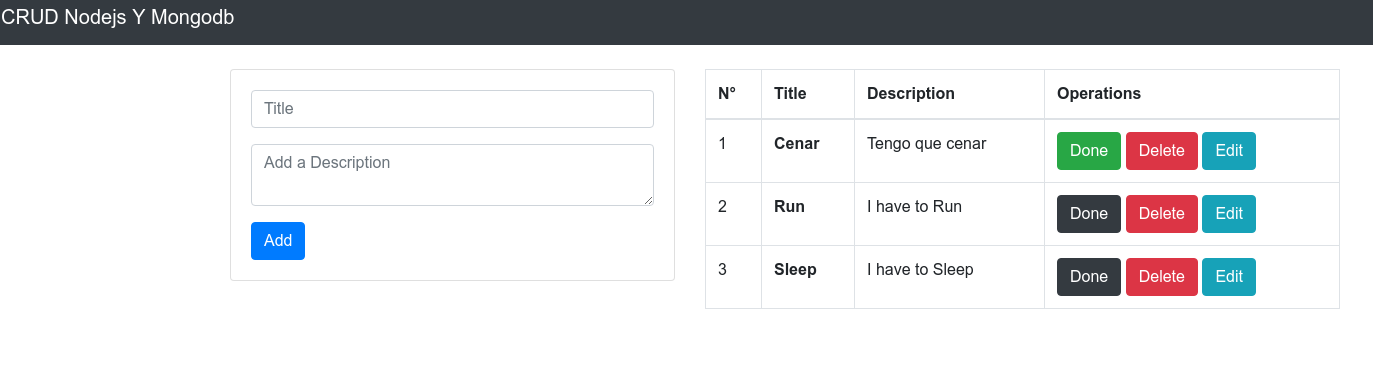 CRUD Nodejs Y Mongodb
Title
Add a Description
Add
N° Title Description Operations
1 Cenar Tengo que cenar Done Delete Edit
2 Run I have to Run Done Delete Edit
3 Sleep I have to Sleep Done Delete Edit